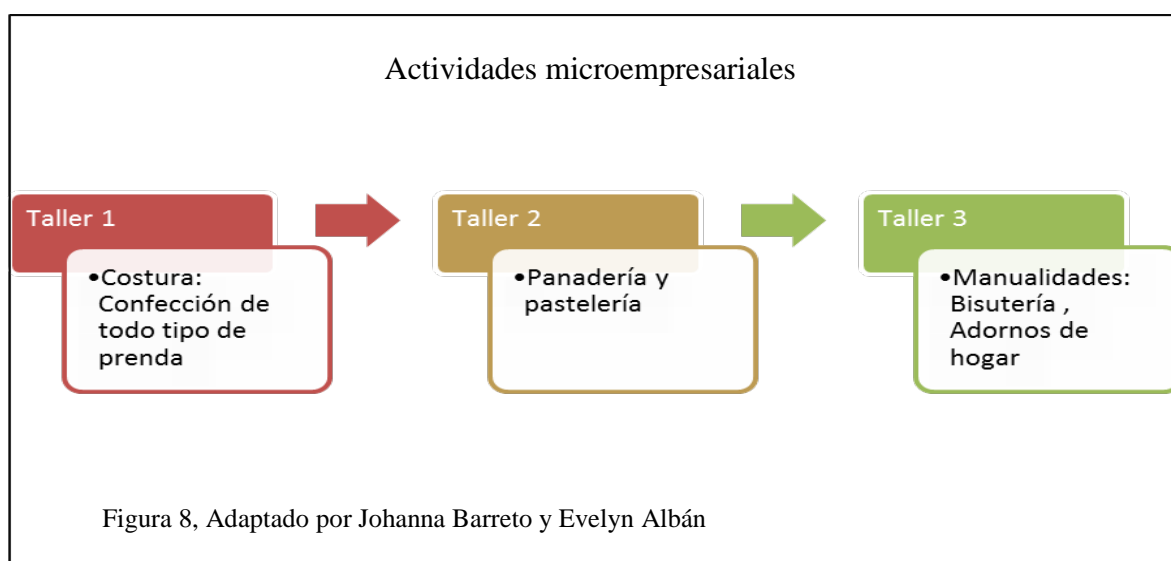 Actividades microempresariales
Taller 1
•Costura:
Confección de
todo tipo de
prenda
Taller 2
•Panadería y
pastelería
Taller 3
•Manualidades:
Bisutería ,
Adornos de
hogar
Figura 8, Adaptado por Johanna Barreto y Evelyn Albán